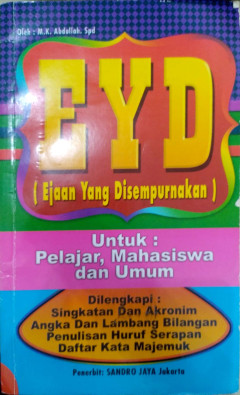 Oleh : M.K. Abdullah. Spd
EYD
( Ejaan Yang Disempurnakan )
Untuk :
Pelajar, Mahasiswa
dan Umum
Dilengkapi :
Singkatan Dan Akronim
Angka Dan Lambang Bilangan
Penulisan Huruf Serapan
Daftar Kata Majemuk
Penerbit: SANDRO JAYA Jakarta